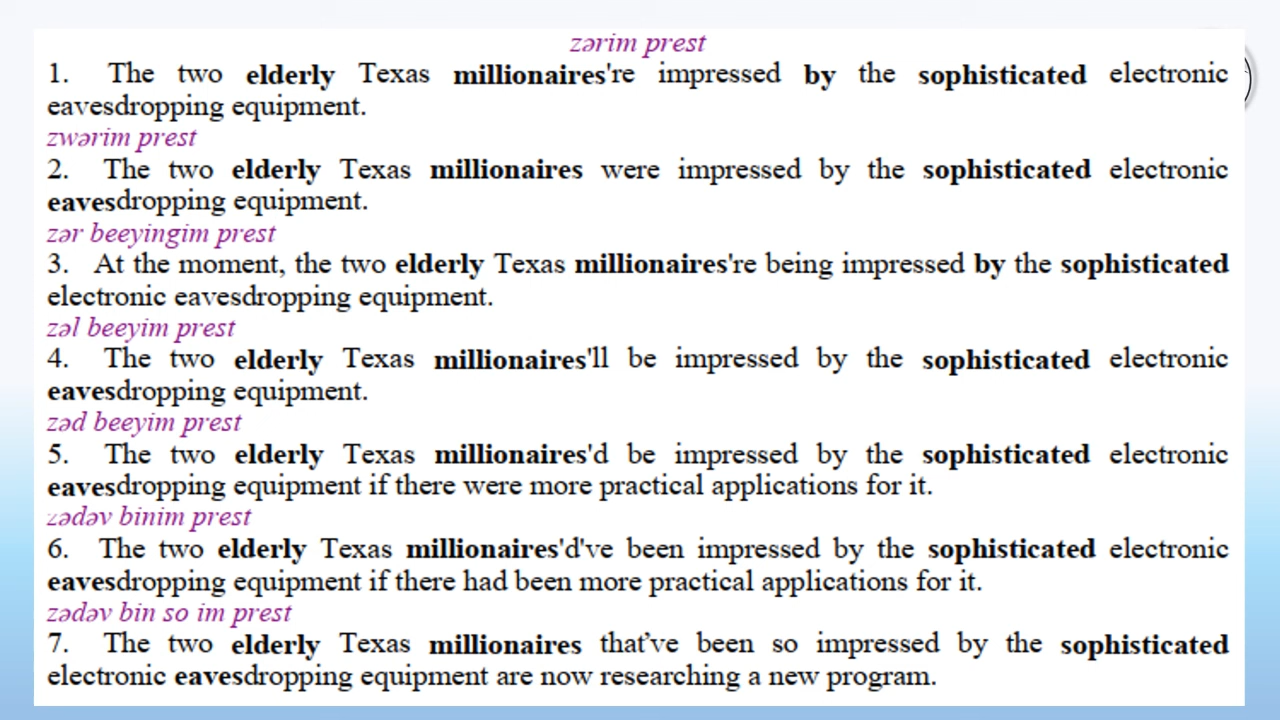 zərim prest
1. The two elderly Texas millionaires're impressed by the sophisticated electronic
eavesdropping equipment.
zwərim prest
2. The two elderly Texas millionaires were impressed by the sophisticated electronic
eavesdropping equipment.
zər beeyingim prest
3. At the moment, the two elderly Texas millionaires're being impressed by the sophisticated
electronic eavesdropping equipment.
zəl beeyim prest
4. The two elderly Texas millionaires'll be impressed by the sophisticated electronic
eavesdropping equipment.
zəd beeyim prest
5. The two elderly Texas millionaires'd be impressed by the sophisticated electronic
eavesdropping equipment if there were more practical applications for it.
zədəv binim prest
6. The two elderly Texas millionaires'd've been impressed by the sophisticated electronic
eavesdropping equipment if there had been more practical applications for it.
zədəv bin so im prest
7. The two elderly Texas millionaires that've been so impressed by the sophisticated
electronic eavesdropping equipment are now researching a new program.